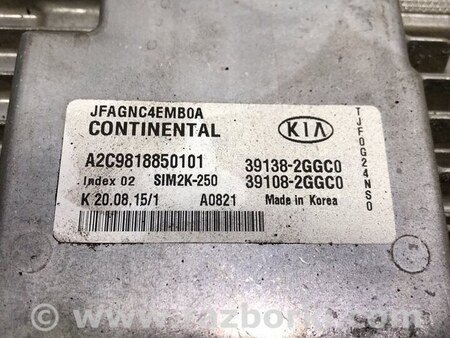 JFAGNC4EMB0A
CONTINENTAL
KIA
A2C9818850101 39138-2GGC0
Index 02 SIM2K-250 39108-2GGC0
K 20.08.15/1 A0821 Made in Korea
TJF0G24NS0